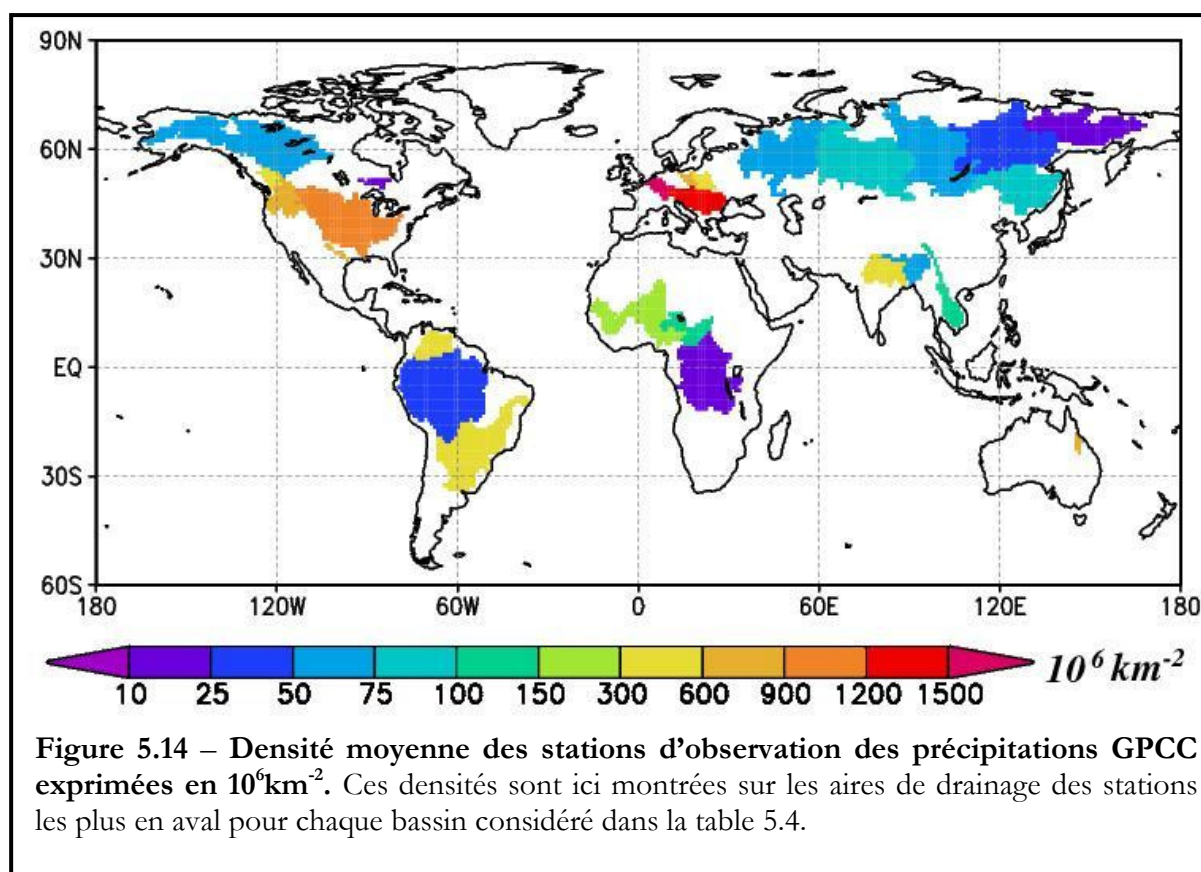 90N
60N
30N
EQ
30S
60S
180 120W 60W 0 60E 120E 180
10 25 50 75 100 150 300 600 900 1200 1500 10⁶ km⁻²
Figure 5.14 – Densité moyenne des stations d’observation des précipitations GPCC
exprimées en 10⁶km⁻². Ces densités sont ici montrées sur les aires de drainage des stations
les plus en aval pour chaque bassin considéré dans la table 5.4.